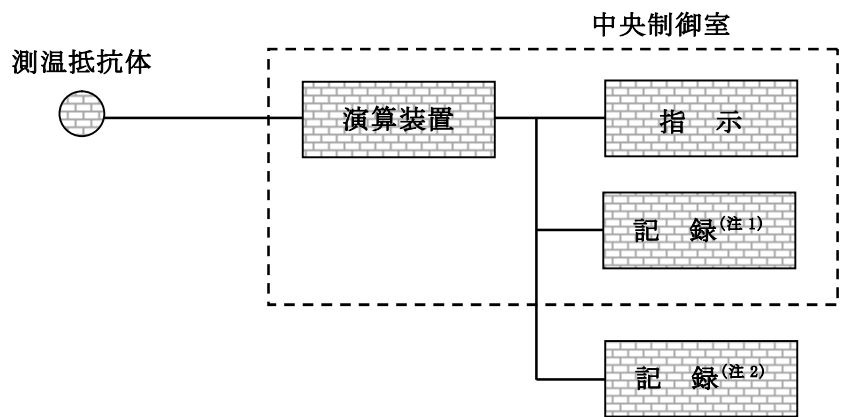 中央制御室
測温抵抗体
演算装置
指 示
記 録(注1)
記 録(注2)